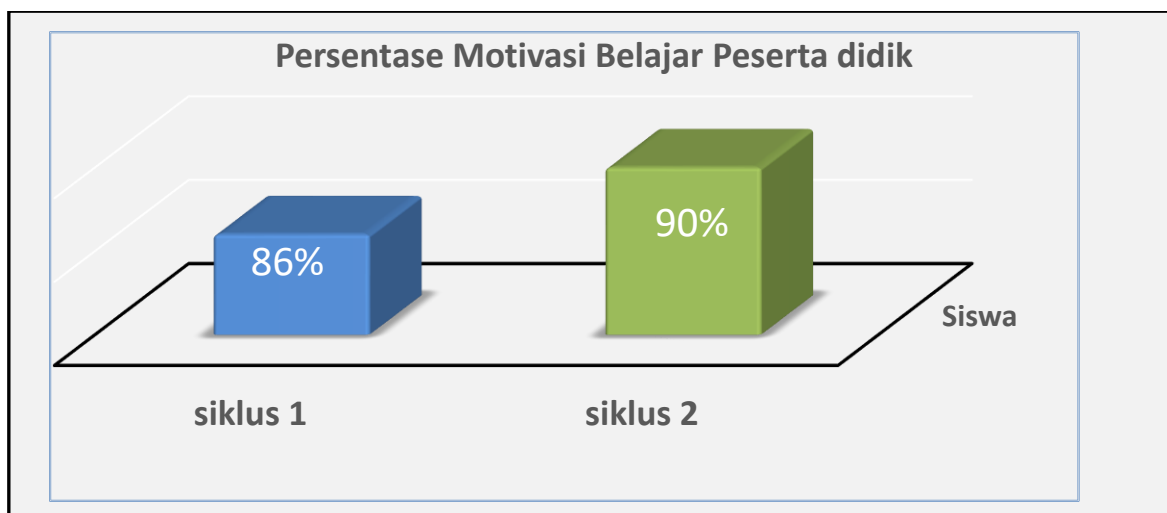 Persentase Motivasi Belajar Peserta didik
86%
90%
Siswa
siklus 1
siklus 2